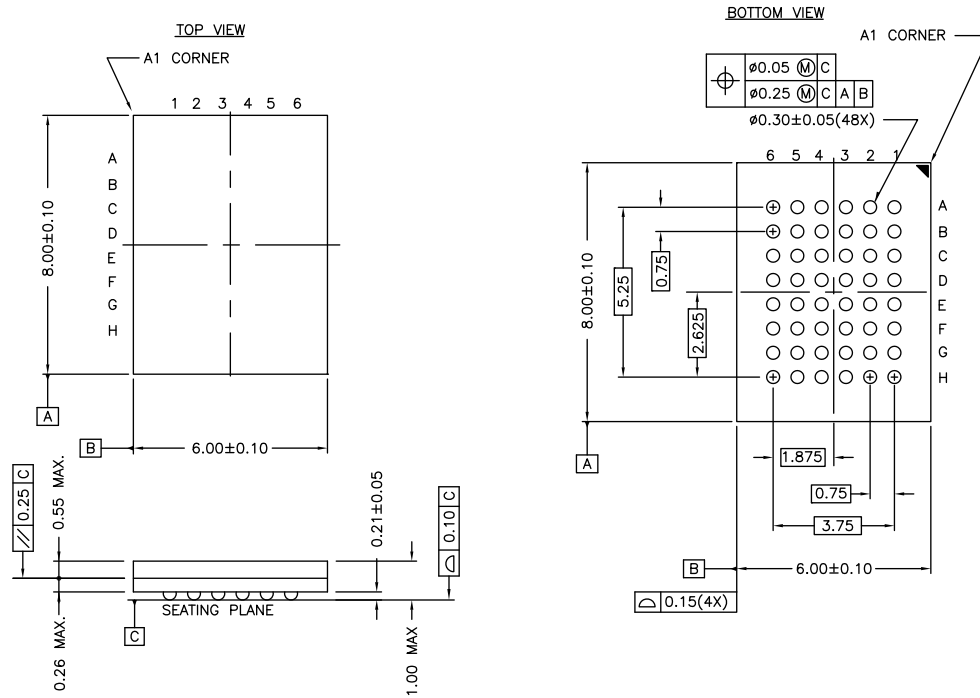 TOP VIEW
A1 CORNER
1 2 3 4 5 6
A
B
C
D
E
F
G
H
8.00±0.10
A
B
6.00±0.10
// 0.25 C
0.55 MAX.
0.21±0.05
⌓ 0.10 C
SEATING PLANE
C
0.26 MAX.
1.00 MAX
BOTTOM VIEW
A1 CORNER
⌖ ø0.05 Ⓜ C
ø0.25 Ⓜ C A B
ø0.30±0.05(48X)
6 5 4 3 2 1
A
B
C
D
E
F
G
H
8.00±0.10
5.25
0.75
2.625
A
1.875
0.75
3.75
B
6.00±0.10
⌓ 0.15(4X)